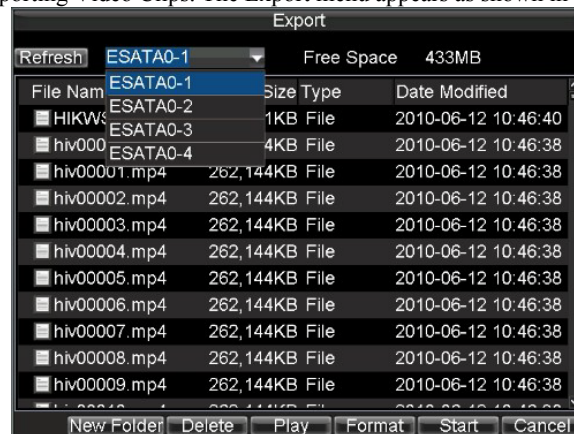 porting Video Clips. The Export menu appears as shown in
Export
Refresh ESATA0-1 Free Space 433MB
File Nam Size Type Date Modified
ESATA0-1
ESATA0-2
ESATA0-3
ESATA0-4
HIKWS 1KB File 2010-06-12 10:46:40
hiv000 4KB File 2010-06-12 10:46:38
hiv00001.mp4 262,144KB File 2010-06-12 10:46:38
hiv00002.mp4 262,144KB File 2010-06-12 10:46:38
hiv00003.mp4 262,144KB File 2010-06-12 10:46:38
hiv00004.mp4 262,144KB File 2010-06-12 10:46:38
hiv00005.mp4 262,144KB File 2010-06-12 10:46:38
hiv00006.mp4 262,144KB File 2010-06-12 10:46:38
hiv00007.mp4 262,144KB File 2010-06-12 10:46:38
hiv00008.mp4 262,144KB File 2010-06-12 10:46:38
hiv00009.mp4 262,144KB File 2010-06-12 10:46:38
New Folder Delete Play Format Start Cancel